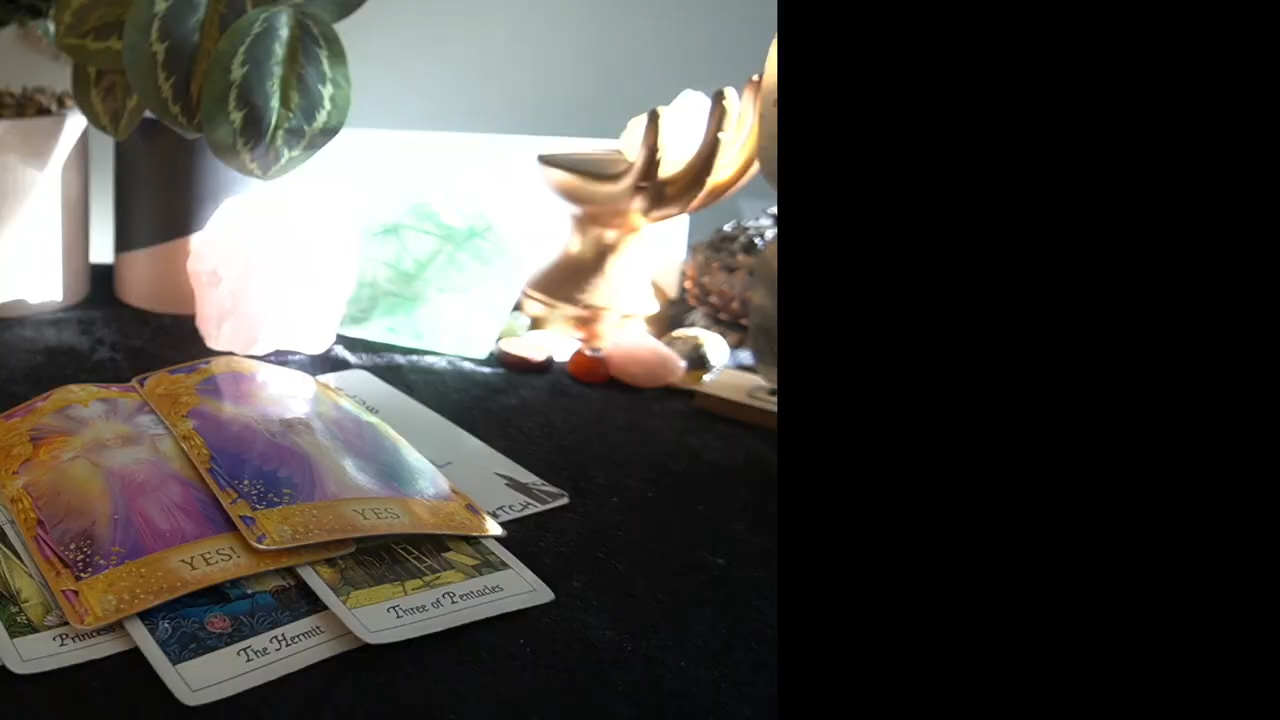 YES
YES!
Three of Pentacles
The Hermit
Princess